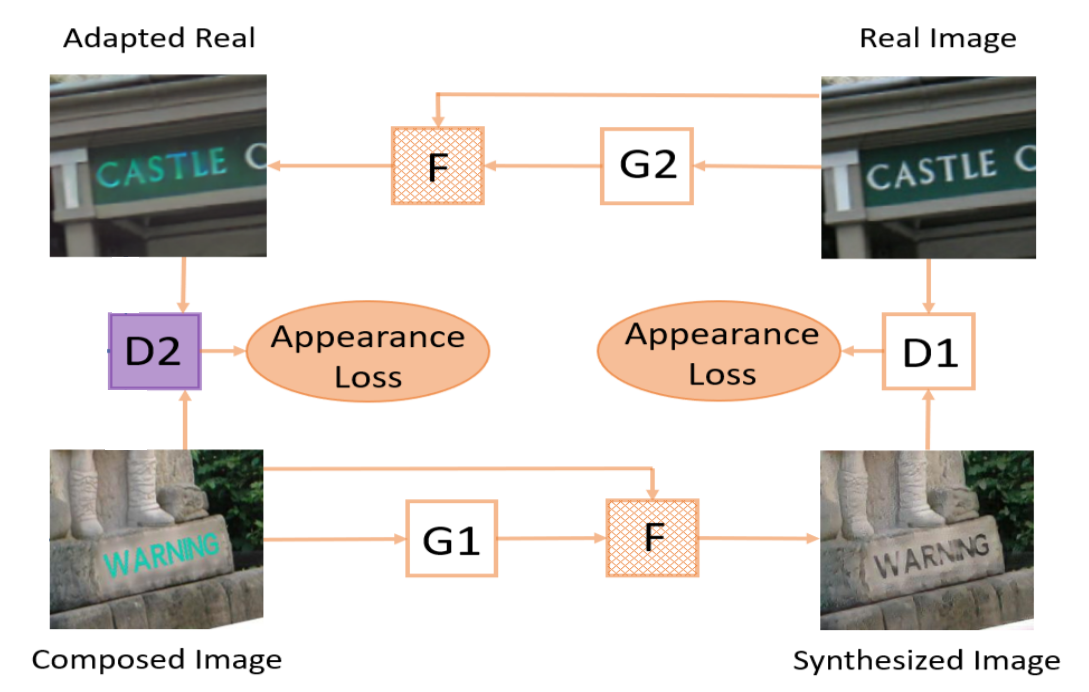 Adapted Real
Real Image
CASTLE C
F
G2
CASTLE C
D2
Appearance
Loss
Appearance
Loss
D1
WARNING
G1
F
WARNING
Composed Image
Synthesized Image